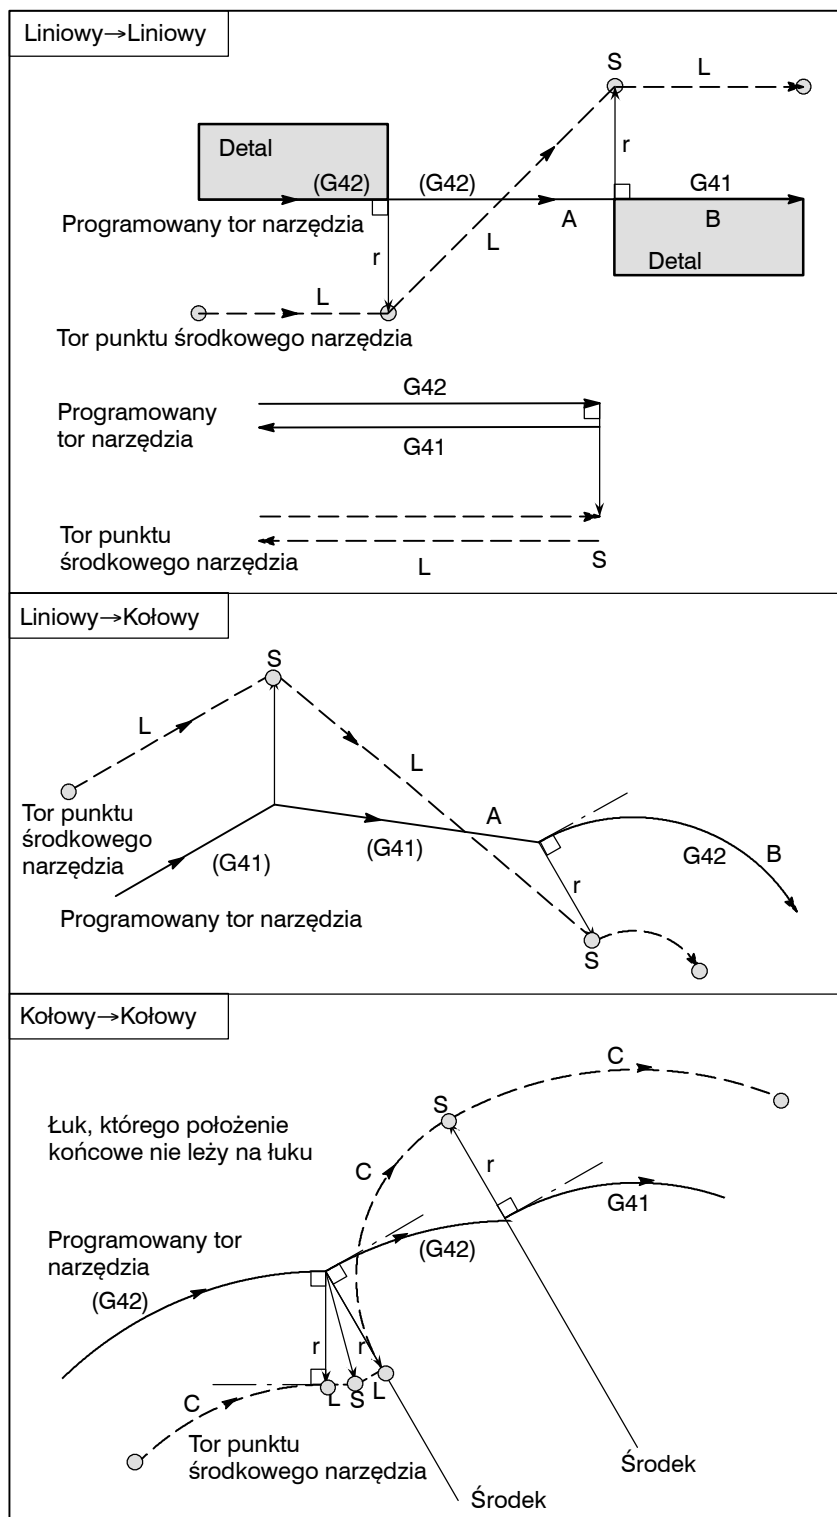 Liniowy→Liniowy
S
L
Detal
r
(G42)
(G42)
G41
Programowany tor narzędzia
A
B
r
L
Detal
L
Tor punktu środkowego narzędzia
G42
Programowany
tor narzędzia
G41
Tor punktu
środkowego narzędzia
L
S
Liniowy→Kołowy
S
L
L
Tor punktu
środkowego
narzędzia
A
(G41)
(G41)
G42
B
r
Programowany tor narzędzia
S
Kołowy→Kołowy
C
S
Łuk, którego położenie
końcowe nie leży na łuku
C
r
G41
Programowany tor
narzędzia
(G42)
(G42)
r
r
L
S
L
C
Tor punktu
środkowego narzędzia
Środek
Środek